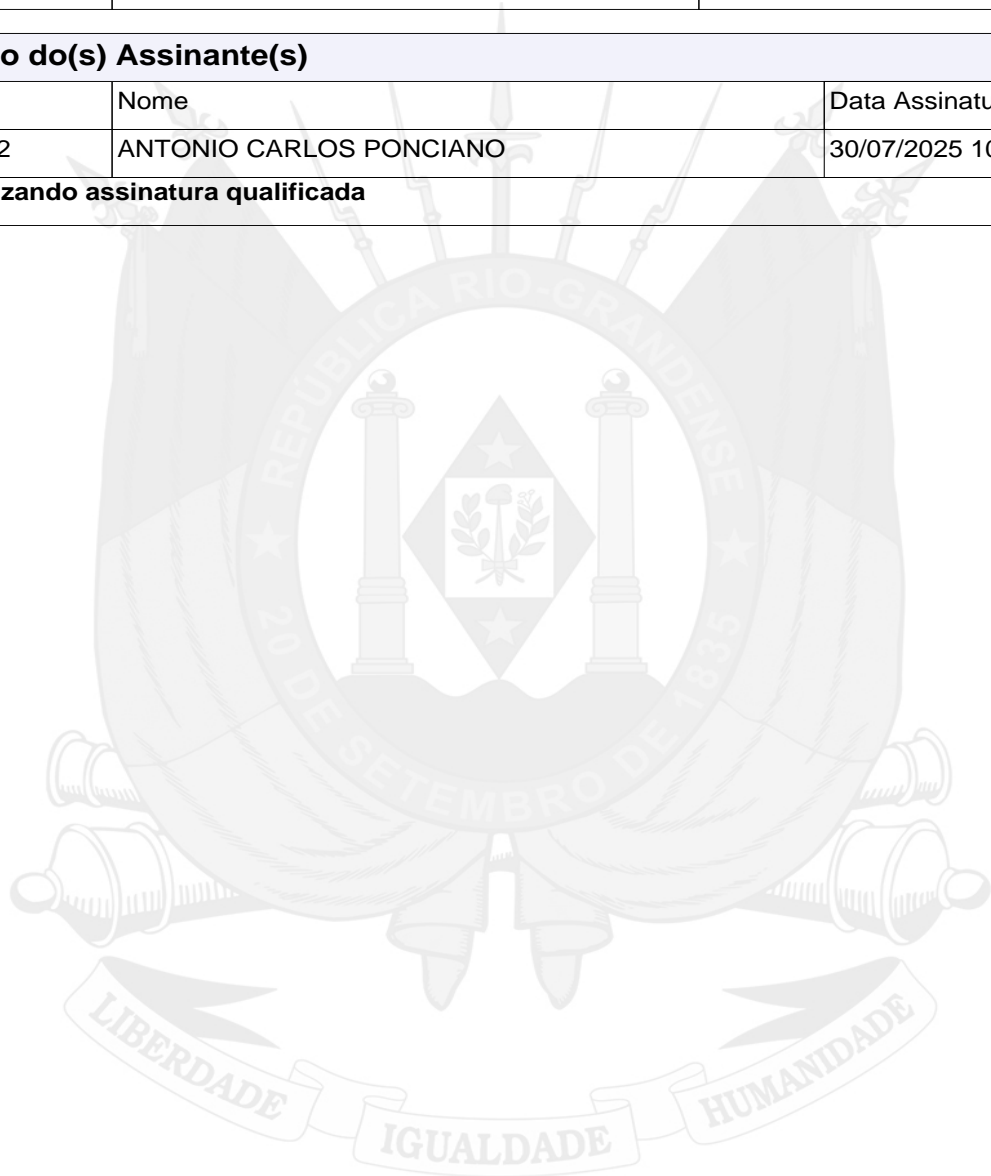 o do(s) Assinante(s)
Nome Data Assinatu
2 ANTONIO CARLOS PONCIANO 30/07/2025 10
zando assinatura qualificada
REPÚBLICA RIO-GRANDENSE
20 DE SETEMBRO DE 1835
LIBERDADE IGUALDADE HUMANIDADE